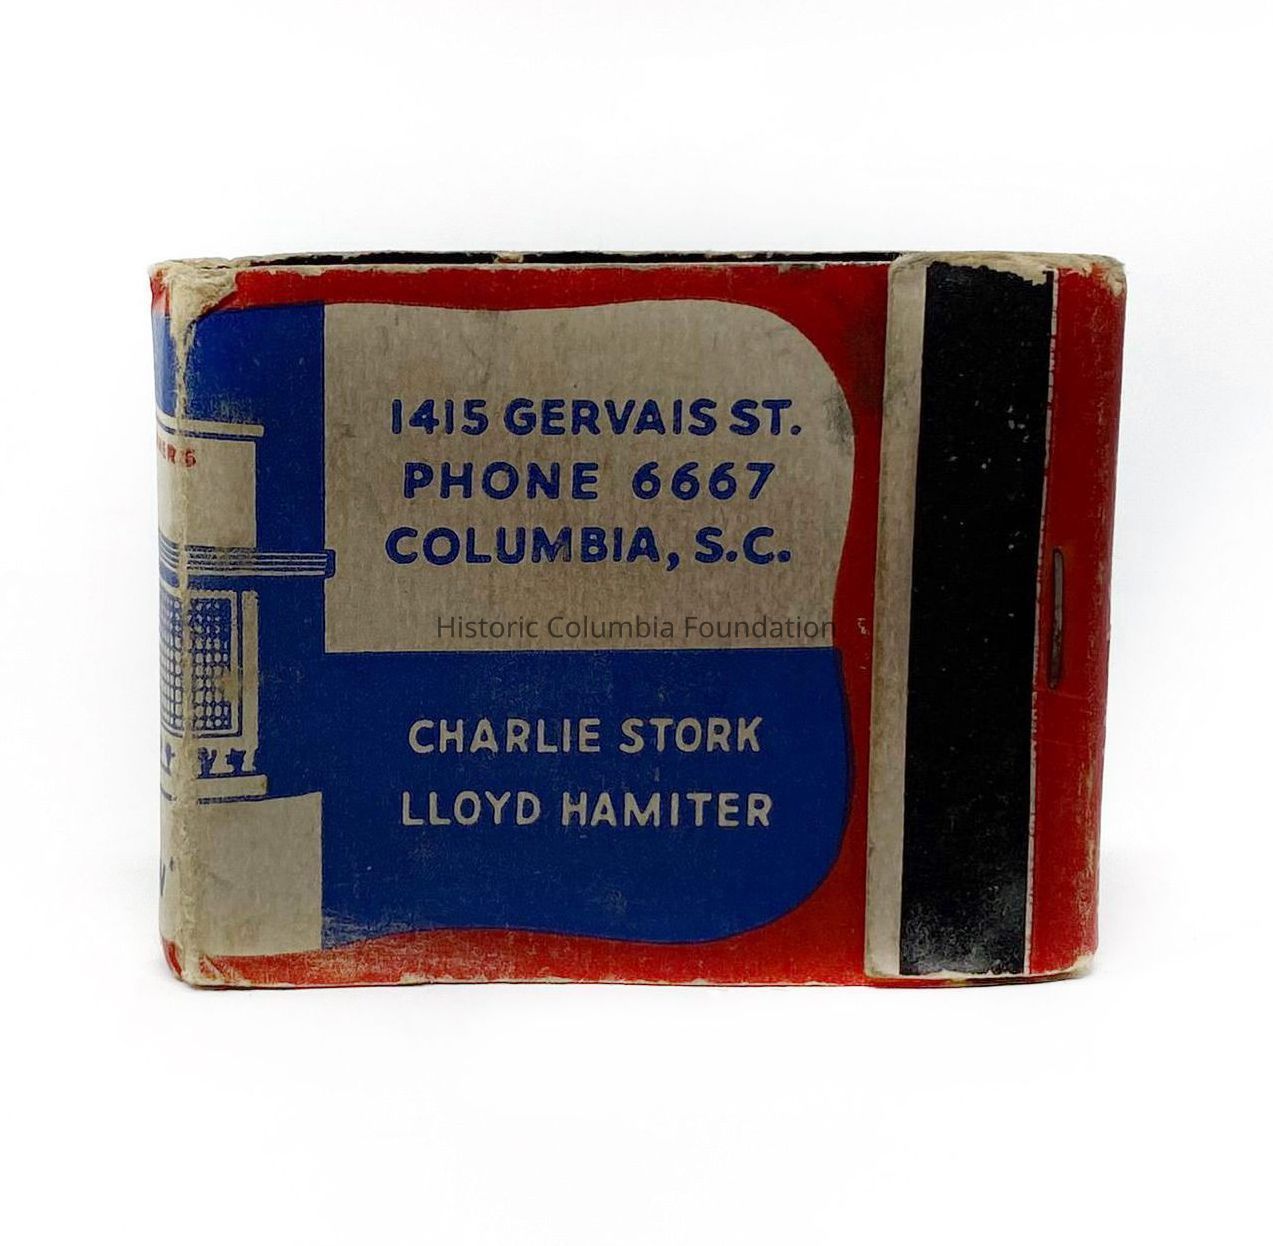 1415 GERVAIS ST.
PHONE 6667
COLUMBIA, S.C.
Historic Columbia Foundation
CHARLIE STORK
LLOYD HAMITER